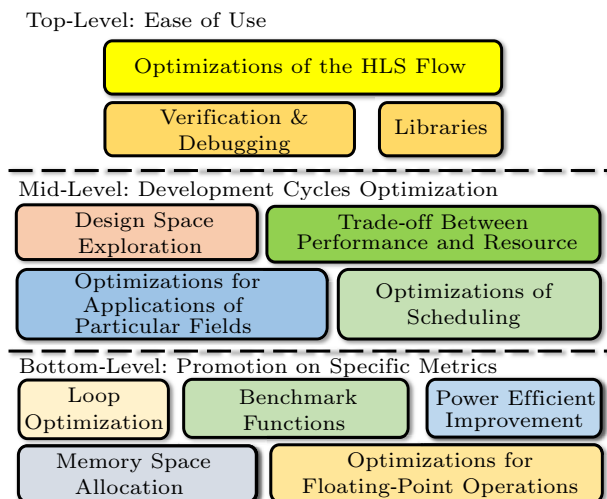 Top-Level: Ease of Use
Optimizations of the HLS Flow
Verification &
Debugging
Libraries
Mid-Level: Development Cycles Optimization
Design Space
Exploration
Trade-off Between
Performance and Resource
Optimizations for
Applications of
Particular Fields
Optimizations of
Scheduling
Bottom-Level: Promotion on Specific Metrics
Loop
Optimization
Benchmark
Functions
Power Efficient
Improvement
Memory Space
Allocation
Optimizations for
Floating-Point Operations